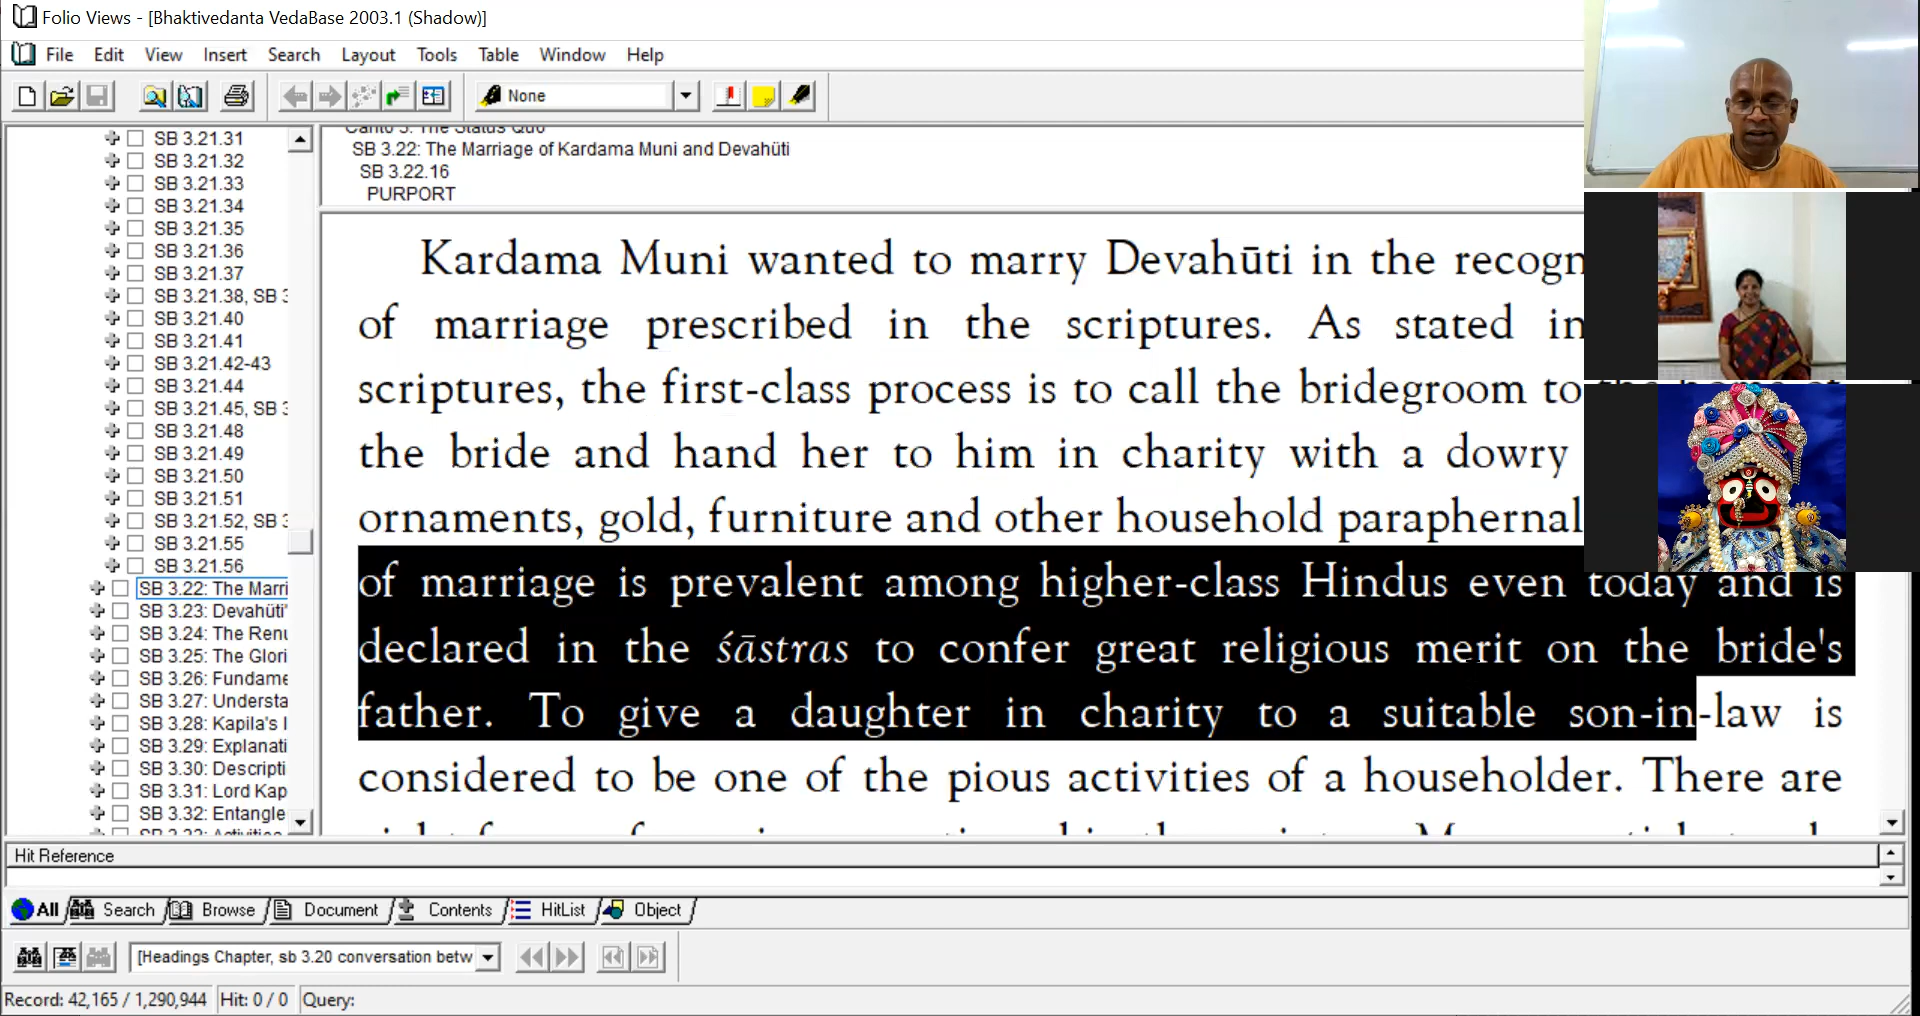 Folio Views - [Bhaktivedanta VedaBase 2003.1 (Shadow)]
File Edit View Insert Search Layout Tools Table Window Help
None
SB 3.21.31
SB 3.21.32
SB 3.21.33
SB 3.21.34
SB 3.21.35
SB 3.21.36
SB 3.21.37
SB 3.21.38, SB 3
SB 3.21.40
SB 3.21.41
SB 3.21.42-43
SB 3.21.44
SB 3.21.45, SB 3
SB 3.21.48
SB 3.21.49
SB 3.21.50
SB 3.21.51
SB 3.21.52, SB 3
SB 3.21.55
SB 3.21.56
SB 3.22: The Marri
SB 3.23: Devahūti'
SB 3.24: The Renu
SB 3.25: The Glori
SB 3.26: Fundame
SB 3.27: Understa
SB 3.28: Kapila's I
SB 3.29: Explanati
SB 3.30: Descripti
SB 3.31: Lord Kap
SB 3.32: Entangle
SB 3.33: Activities
Canto 3: The Status Quo
SB 3.22: The Marriage of Kardama Muni and Devahūti
SB 3.22.16
PURPORT
Kardama Muni wanted to marry Devahūti in the recogn
of marriage prescribed in the scriptures. As stated in
scriptures, the first-class process is to call the bridegroom to
the bride and hand her to him in charity with a dowry
ornaments, gold, furniture and other household paraphernal
of marriage is prevalent among higher-class Hindus even today and is
declared in the śāstras to confer great religious merit on the bride's
father. To give a daughter in charity to a suitable son-in-law is
considered to be one of the pious activities of a householder. There are
Hit Reference
All Search Browse Document Contents HitList Object
[Headings Chapter, sb 3.20 conversation betw
Record: 42,165 / 1,290,944 Hit: 0 / 0 Query: